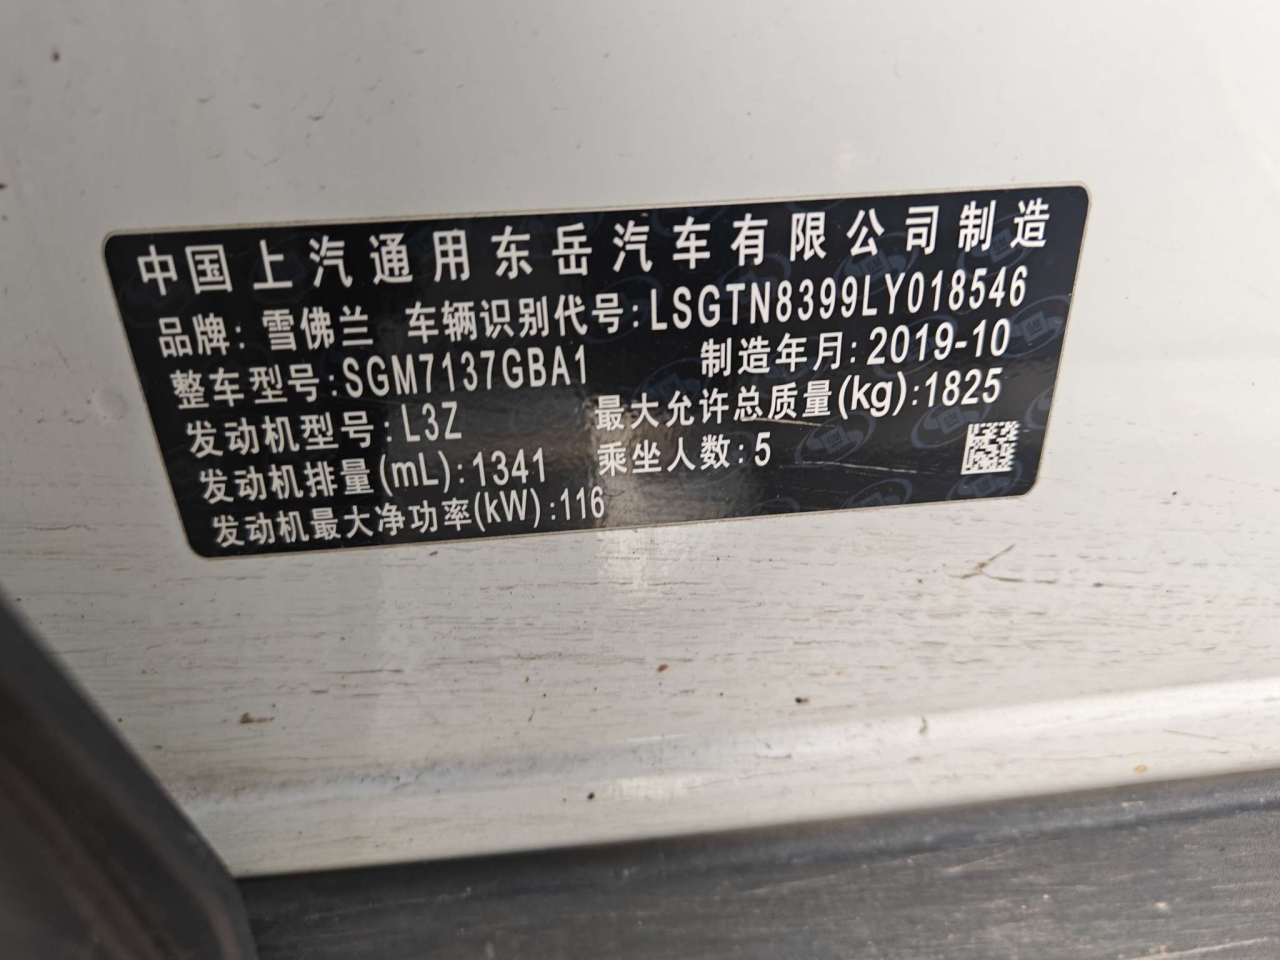 中国上汽通用东岳汽车有限公司制造
品牌: 雪佛兰 车辆识别代号:LSGTN8399LY018546
整车型号:SGM7137GBA1 制造年月:2019-10
发动机型号:L3Z 最大允许总质量(kg):1825
发动机排量(mL):1341 乘坐人数:5
发动机最大净功率(kW):116